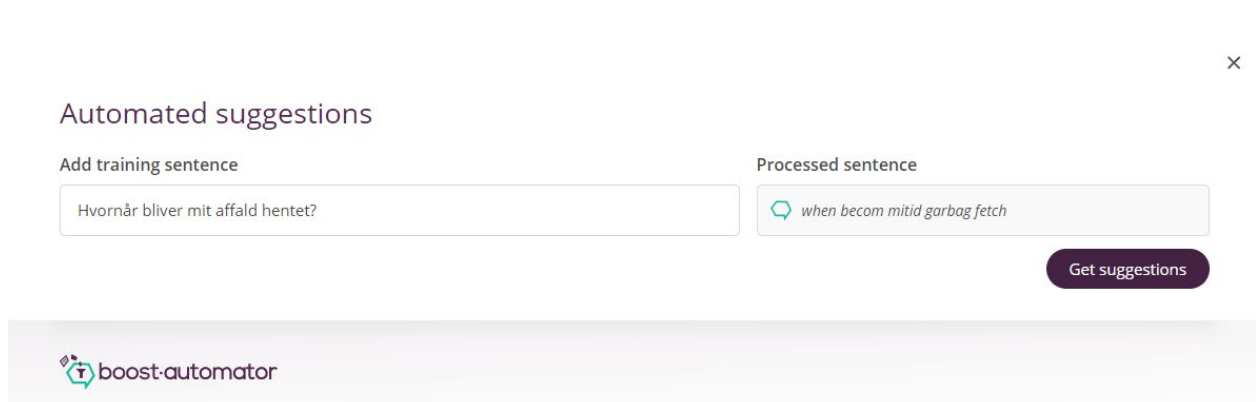 Automated suggestions
Add training sentence
Processed sentence
Hvornår bliver mit affald hentet?
when becom mitid garbag fetch
Get suggestions
boost·automator